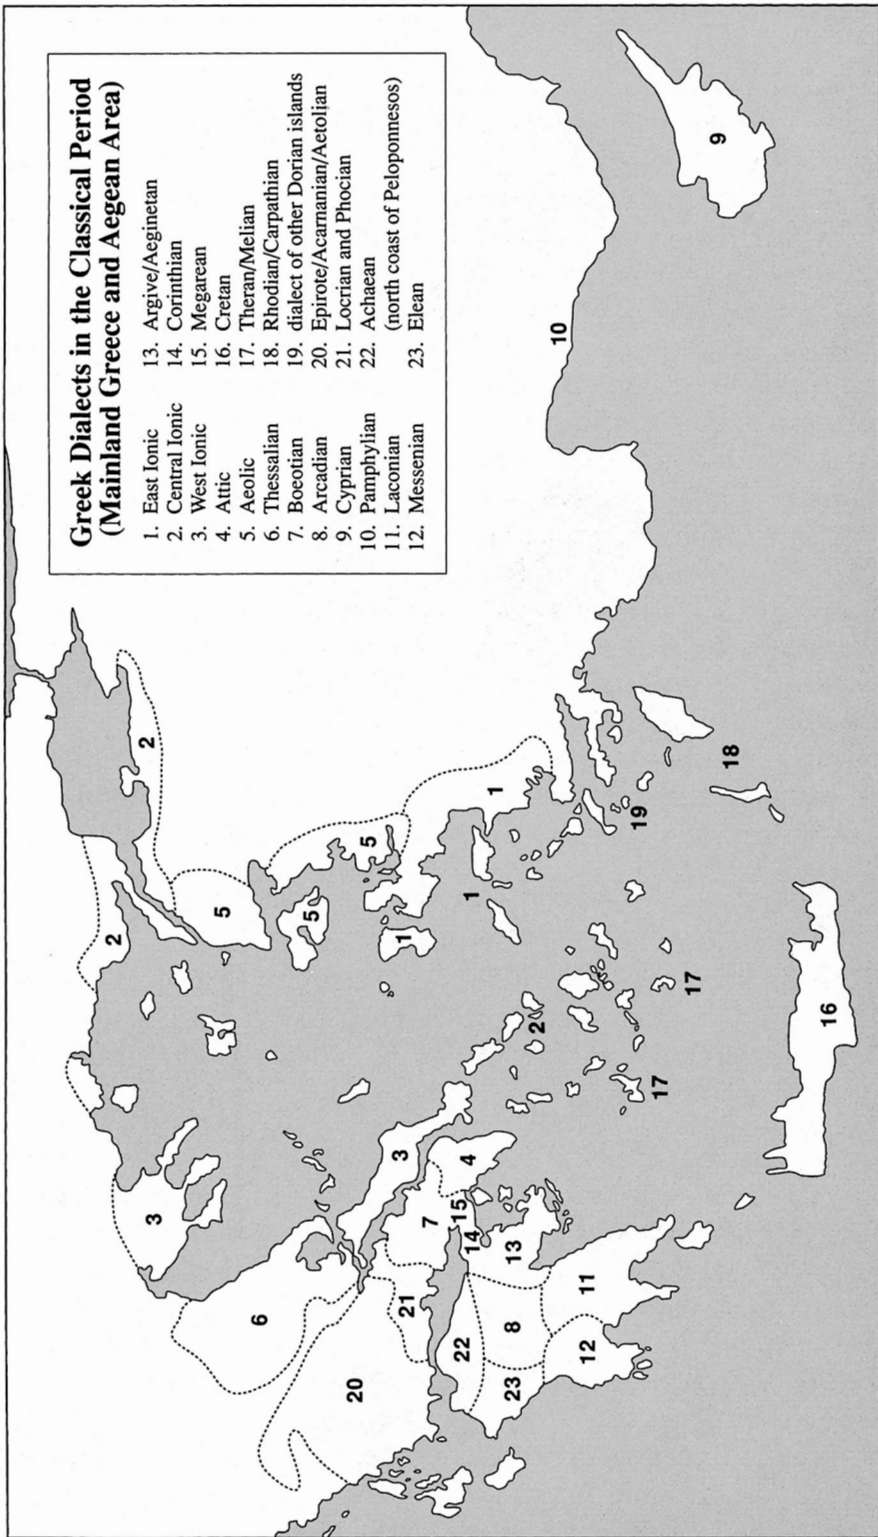 Greek Dialects in the Classical Period
(Mainland Greece and Aegean Area)
1. East Ionic
2. Central Ionic
3. West Ionic
4. Attic
5. Aeolic
6. Thessalian
7. Boeotian
8. Arcadian
9. Cyprian
10. Pamphylian
11. Laconian
12. Messenian
13. Argive/Aeginetan
14. Corinthian
15. Megarean
16. Cretan
17. Theran/Melian
18. Rhodian/Carpathian
19. dialect of other Dorian islands
20. Epirote/Acarnanian/Aetolian
21. Locrian and Phocian
22. Achaean
(north coast of Peloponnesos)
23. Elean
2
2
3
5
6
5
20
5
3
1
21
7
15
22
4
14
1
1
23
8
13
2
10
12
11
19
17
17
9
18
16